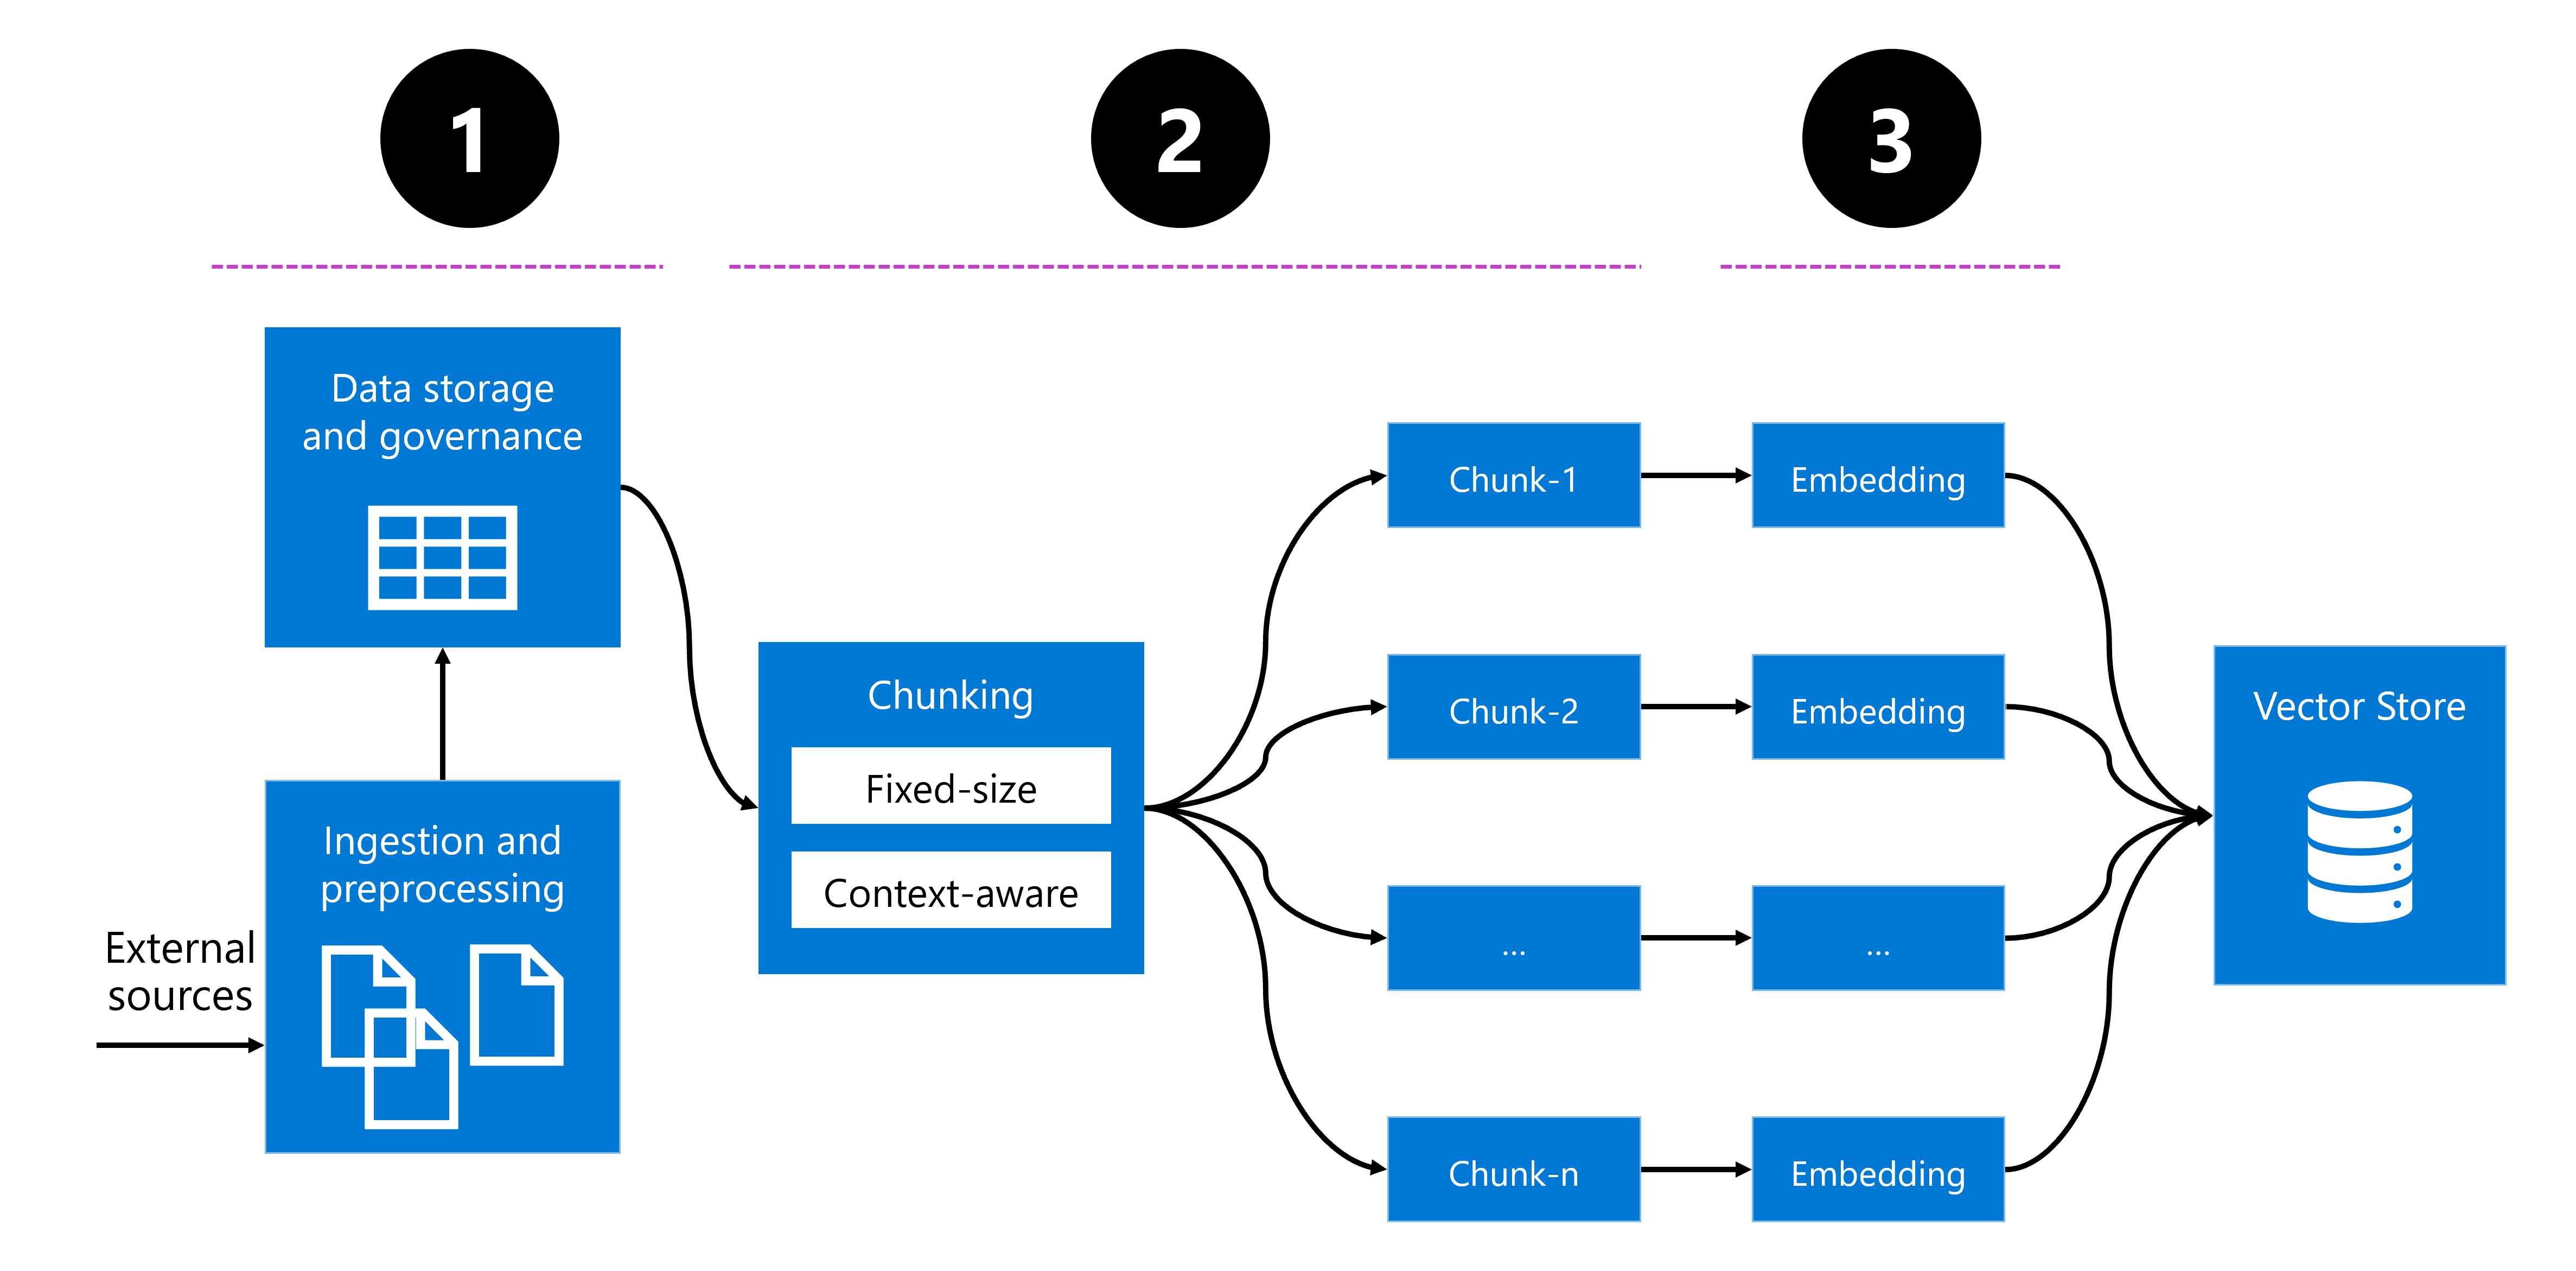 1
2
3
Data storage
and governance
Ingestion and
preprocessing
External
sources
Chunking
Fixed-size
Context-aware
Chunk-1
Embedding
Chunk-2
Embedding
...
...
Chunk-n
Embedding
Vector Store